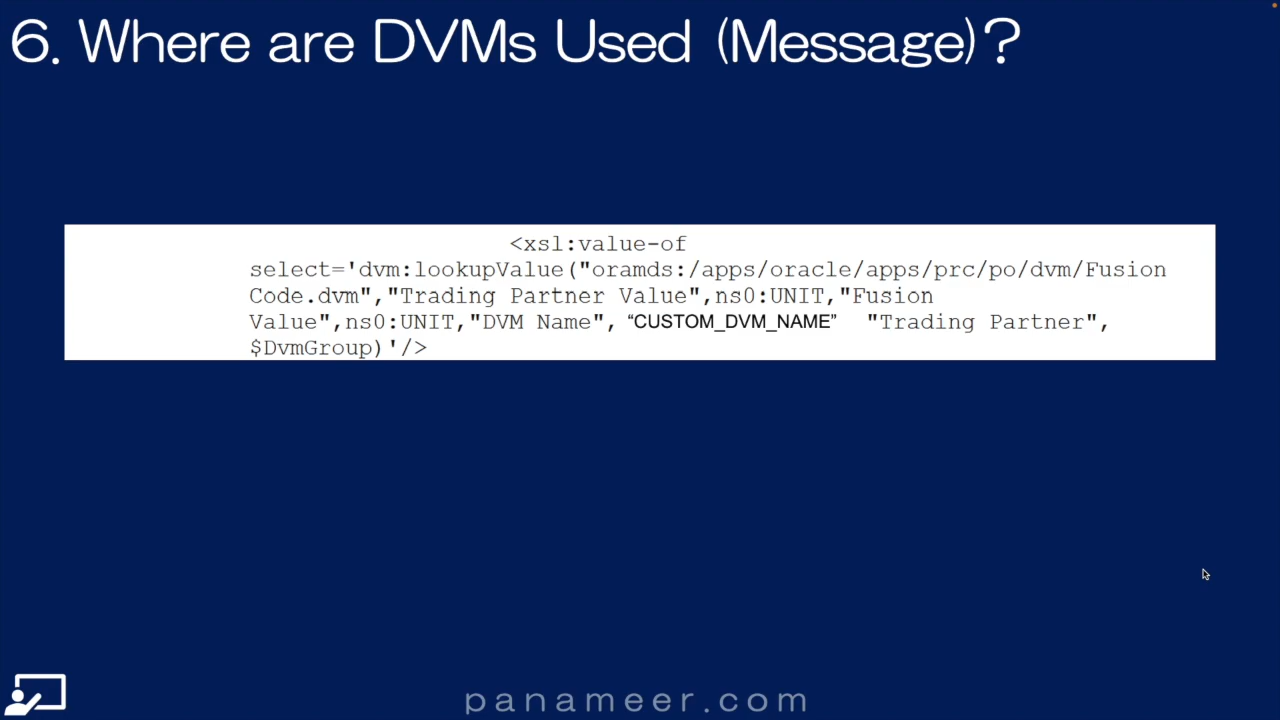 6. Where are DVMs Used (Message)?
<xsl:value-of
select='dvm:lookupValue("oramds:/apps/oracle/apps/prc/po/dvm/Fusion
Code.dvm","Trading Partner Value",ns0:UNIT,"Fusion
Value",ns0:UNIT,"DVM Name", “CUSTOM_DVM_NAME” "Trading Partner",
$DvmGroup)'/>
panameer.com